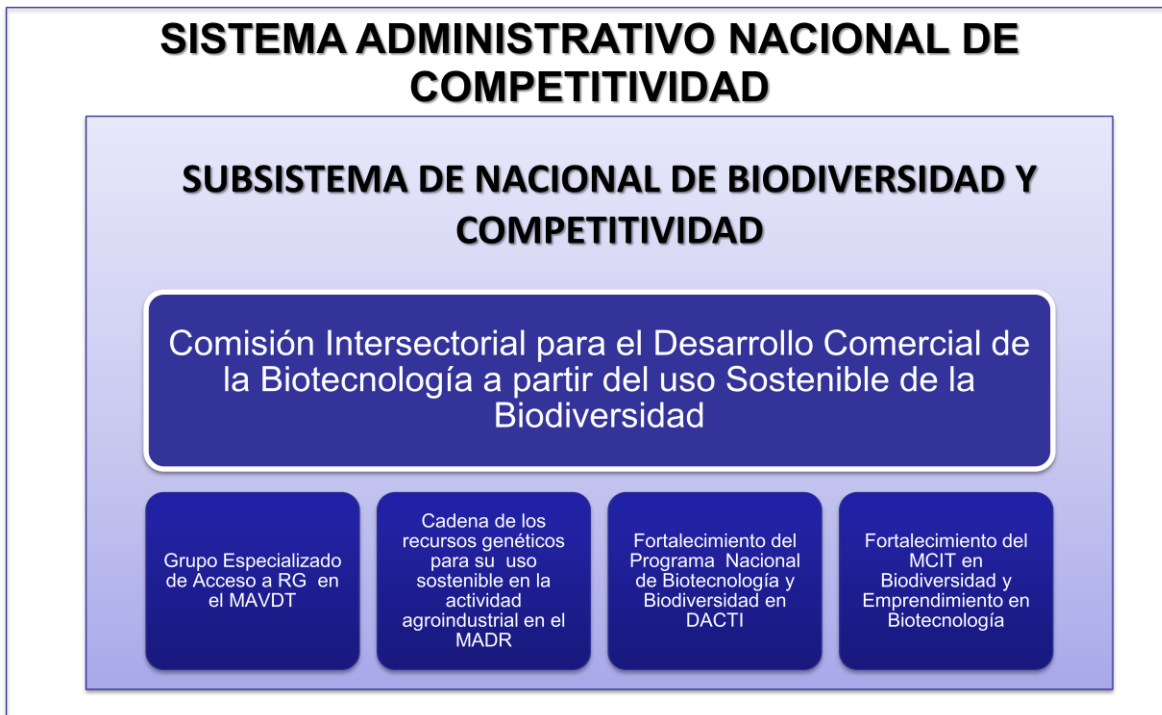 SISTEMA ADMINISTRATIVO NACIONAL DE
COMPETITIVIDAD
SUBSISTEMA DE NACIONAL DE BIODIVERSIDAD Y
COMPETITIVIDAD
Comisión Intersectorial para el Desarrollo Comercial de
la Biotecnología a partir del uso Sostenible de la
Biodiversidad
Grupo Especializado
de Acceso a RG en
el MAVDT
Cadena de los
recursos genéticos
para su uso
sostenible en la
actividad
agroindustrial en el
MADR
Fortalecimiento del
Programa Nacional
de Biotecnología y
Biodiversidad en
DACTI
Fortalecimiento del
MCIT en
Biodiversidad y
Emprendimiento en
Biotecnología